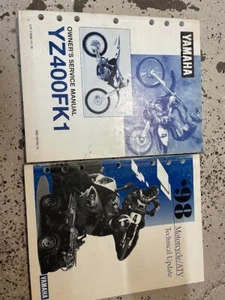 YAMAHA
OWNER'S SERVICE MANUAL
YZ400FK1
'98
Motorcycle/ATV
Technical Update
YAMAHA